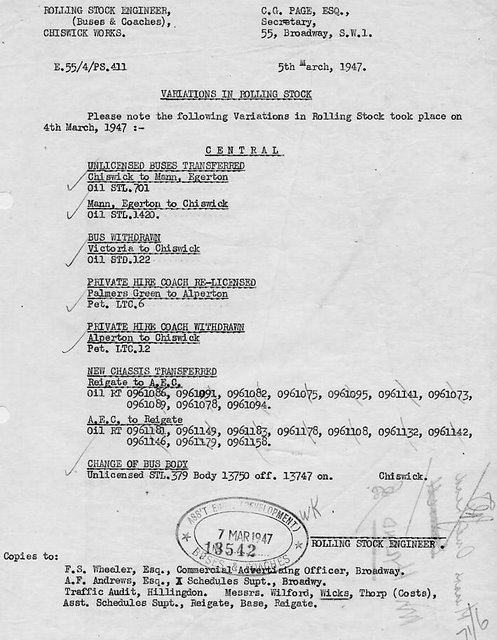 ROLLING STOCK ENGINEER, C.G. PAGE, ESQ.,
(Buses & Coaches), Secretary,
CHISWICK WORKS. 55, Broadway, S.W.1.
E.55/4/PS.411 5th March, 1947.
VARIATIONS IN ROLLING STOCK
Please note the following Variations in Rolling Stock took place on
4th March, 1947 :-
CENTRAL
UNLICENSED BUSES TRANSFERRED
Chiswick to Mann, Egerton
Oil STL.701
Mann, Egerton to Chiswick
Oil STL.1420.
BUS WITHDRAWN
Victoria to Chiswick
Oil STD.122
PRIVATE HIRE COACH RE-LICENSED
Palmers Green to Alperton
Pet. LTC.6
PRIVATE HIRE COACH WITHDRAWN
Alperton to Chiswick
Pet. LTC.12
NEW CHASSIS TRANSFERRED
Reigate to A.E.C.
Oil RT 0961086, 0961091, 0961082, 0961075, 0961095, 0961141, 0961073,
0961089, 0961078, 0961094.
A.E.C. to Reigate
Oil RT 0961181, 0961149, 0961183, 0961178, 0961108, 0961132, 0961142,
0961146, 0961179, 0961158.
CHANGE OF BUS BODY
Unlicensed STL.379 Body 13750 off. 13747 on. Chiswick.
ASS'T (DEVELOPMENT)
7 MAR 1947
13542
BUSES & COACHES
ROLLING STOCK ENGINEER.
Copies to:
F.S. Wheeler, Esq., Commercial Advertising Officer, Broadway.
A.F. Andrews, Esq., X Schedules Supt., Broadwy.
Traffic Audit, Hillingdon. Messrs. Wilford, Wicks, Thorp (Costs),
Asst. Schedules Supt., Reigate, Base, Reigate.